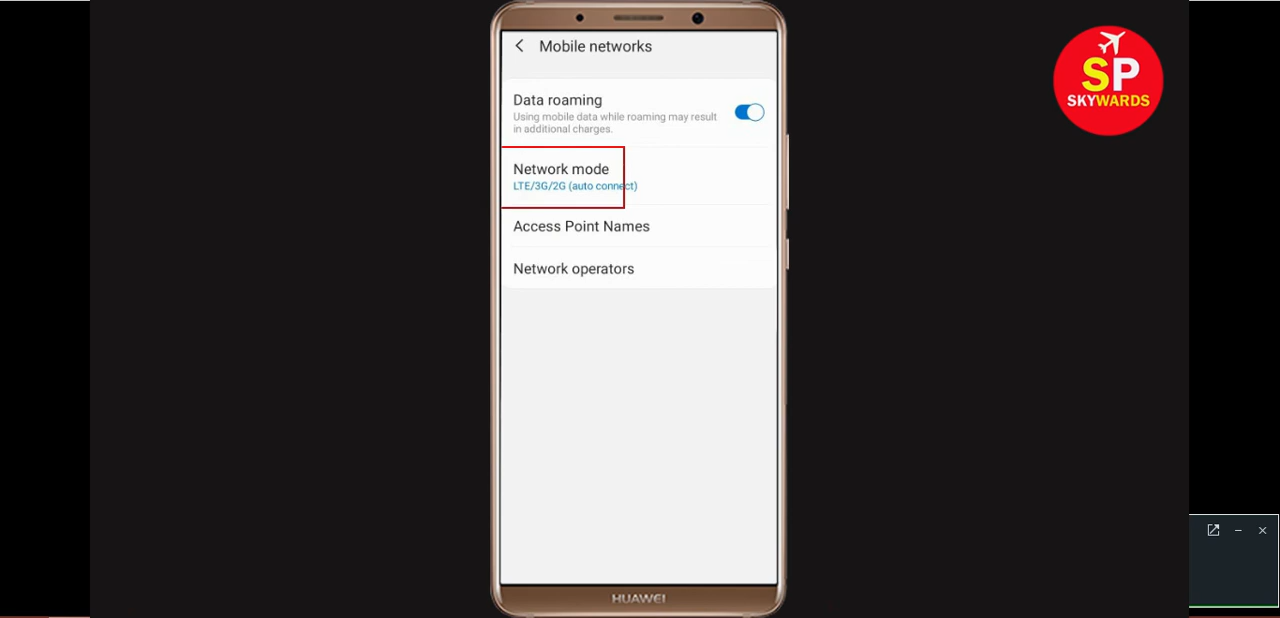 Mobile networks
Data roaming
Using mobile data while roaming may result
in additional charges.
Network mode
LTE/3G/2G (auto connect)
Access Point Names
Network operators
HUAWEI
SP
SKYWARDS